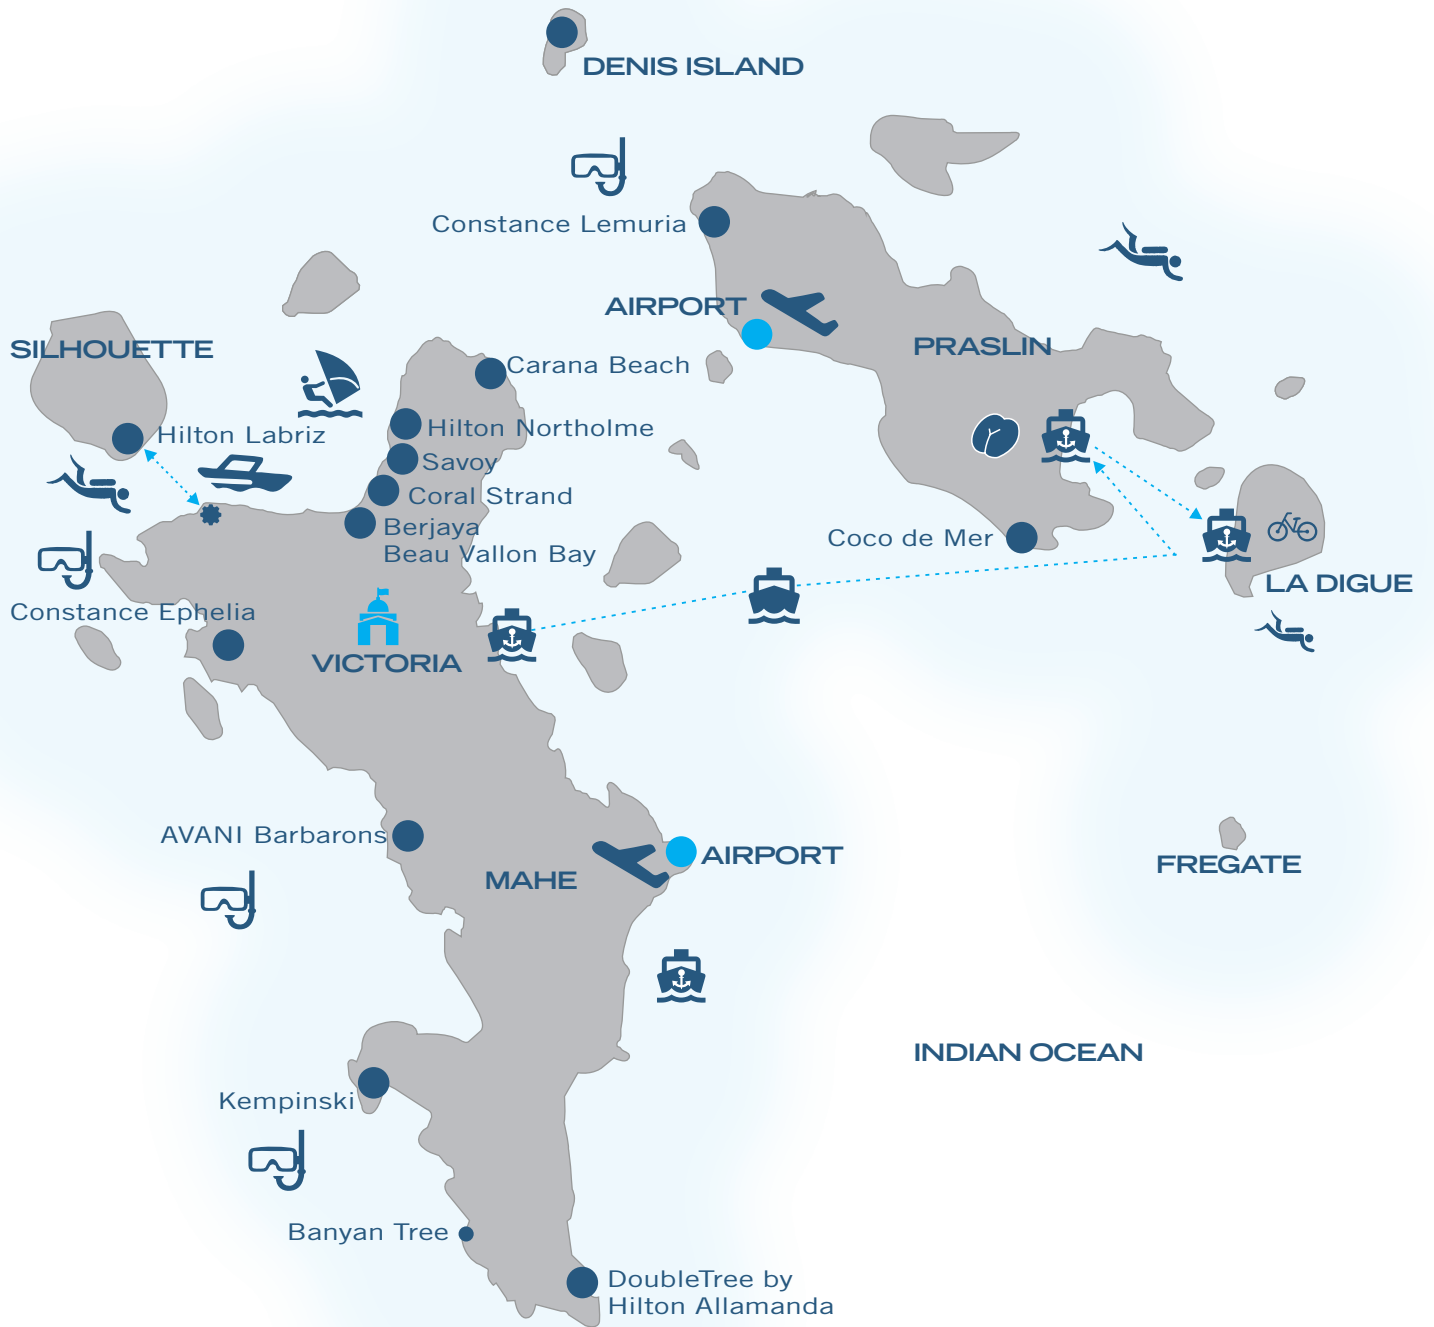 DENIS ISLAND
Constance Lemuria
AIRPORT
PRASLIN
SILHOUETTE
Carana Beach
Hilton Labriz
Hilton Northolme
Savoy
Coral Strand
Berjaya
Beau Vallon Bay
Coco de Mer
LA DIGUE
Constance Ephelia
VICTORIA
AVANI Barbarons
AIRPORT
MAHE
FREGATE
INDIAN OCEAN
Kempinski
Banyan Tree
DoubleTree by
Hilton Allamanda